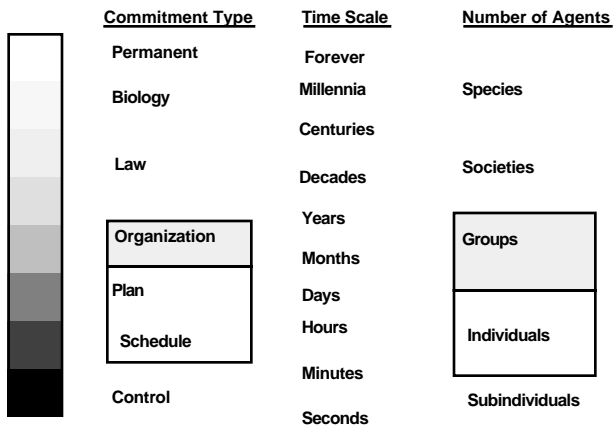 Commitment Type Time Scale Number of Agents
Permanent Forever
Biology Millennia Species
Centuries
Law Decades Societies
Years
Organization Months Groups
Plan Days
Schedule Hours Individuals
Minutes
Control Seconds Subindividuals